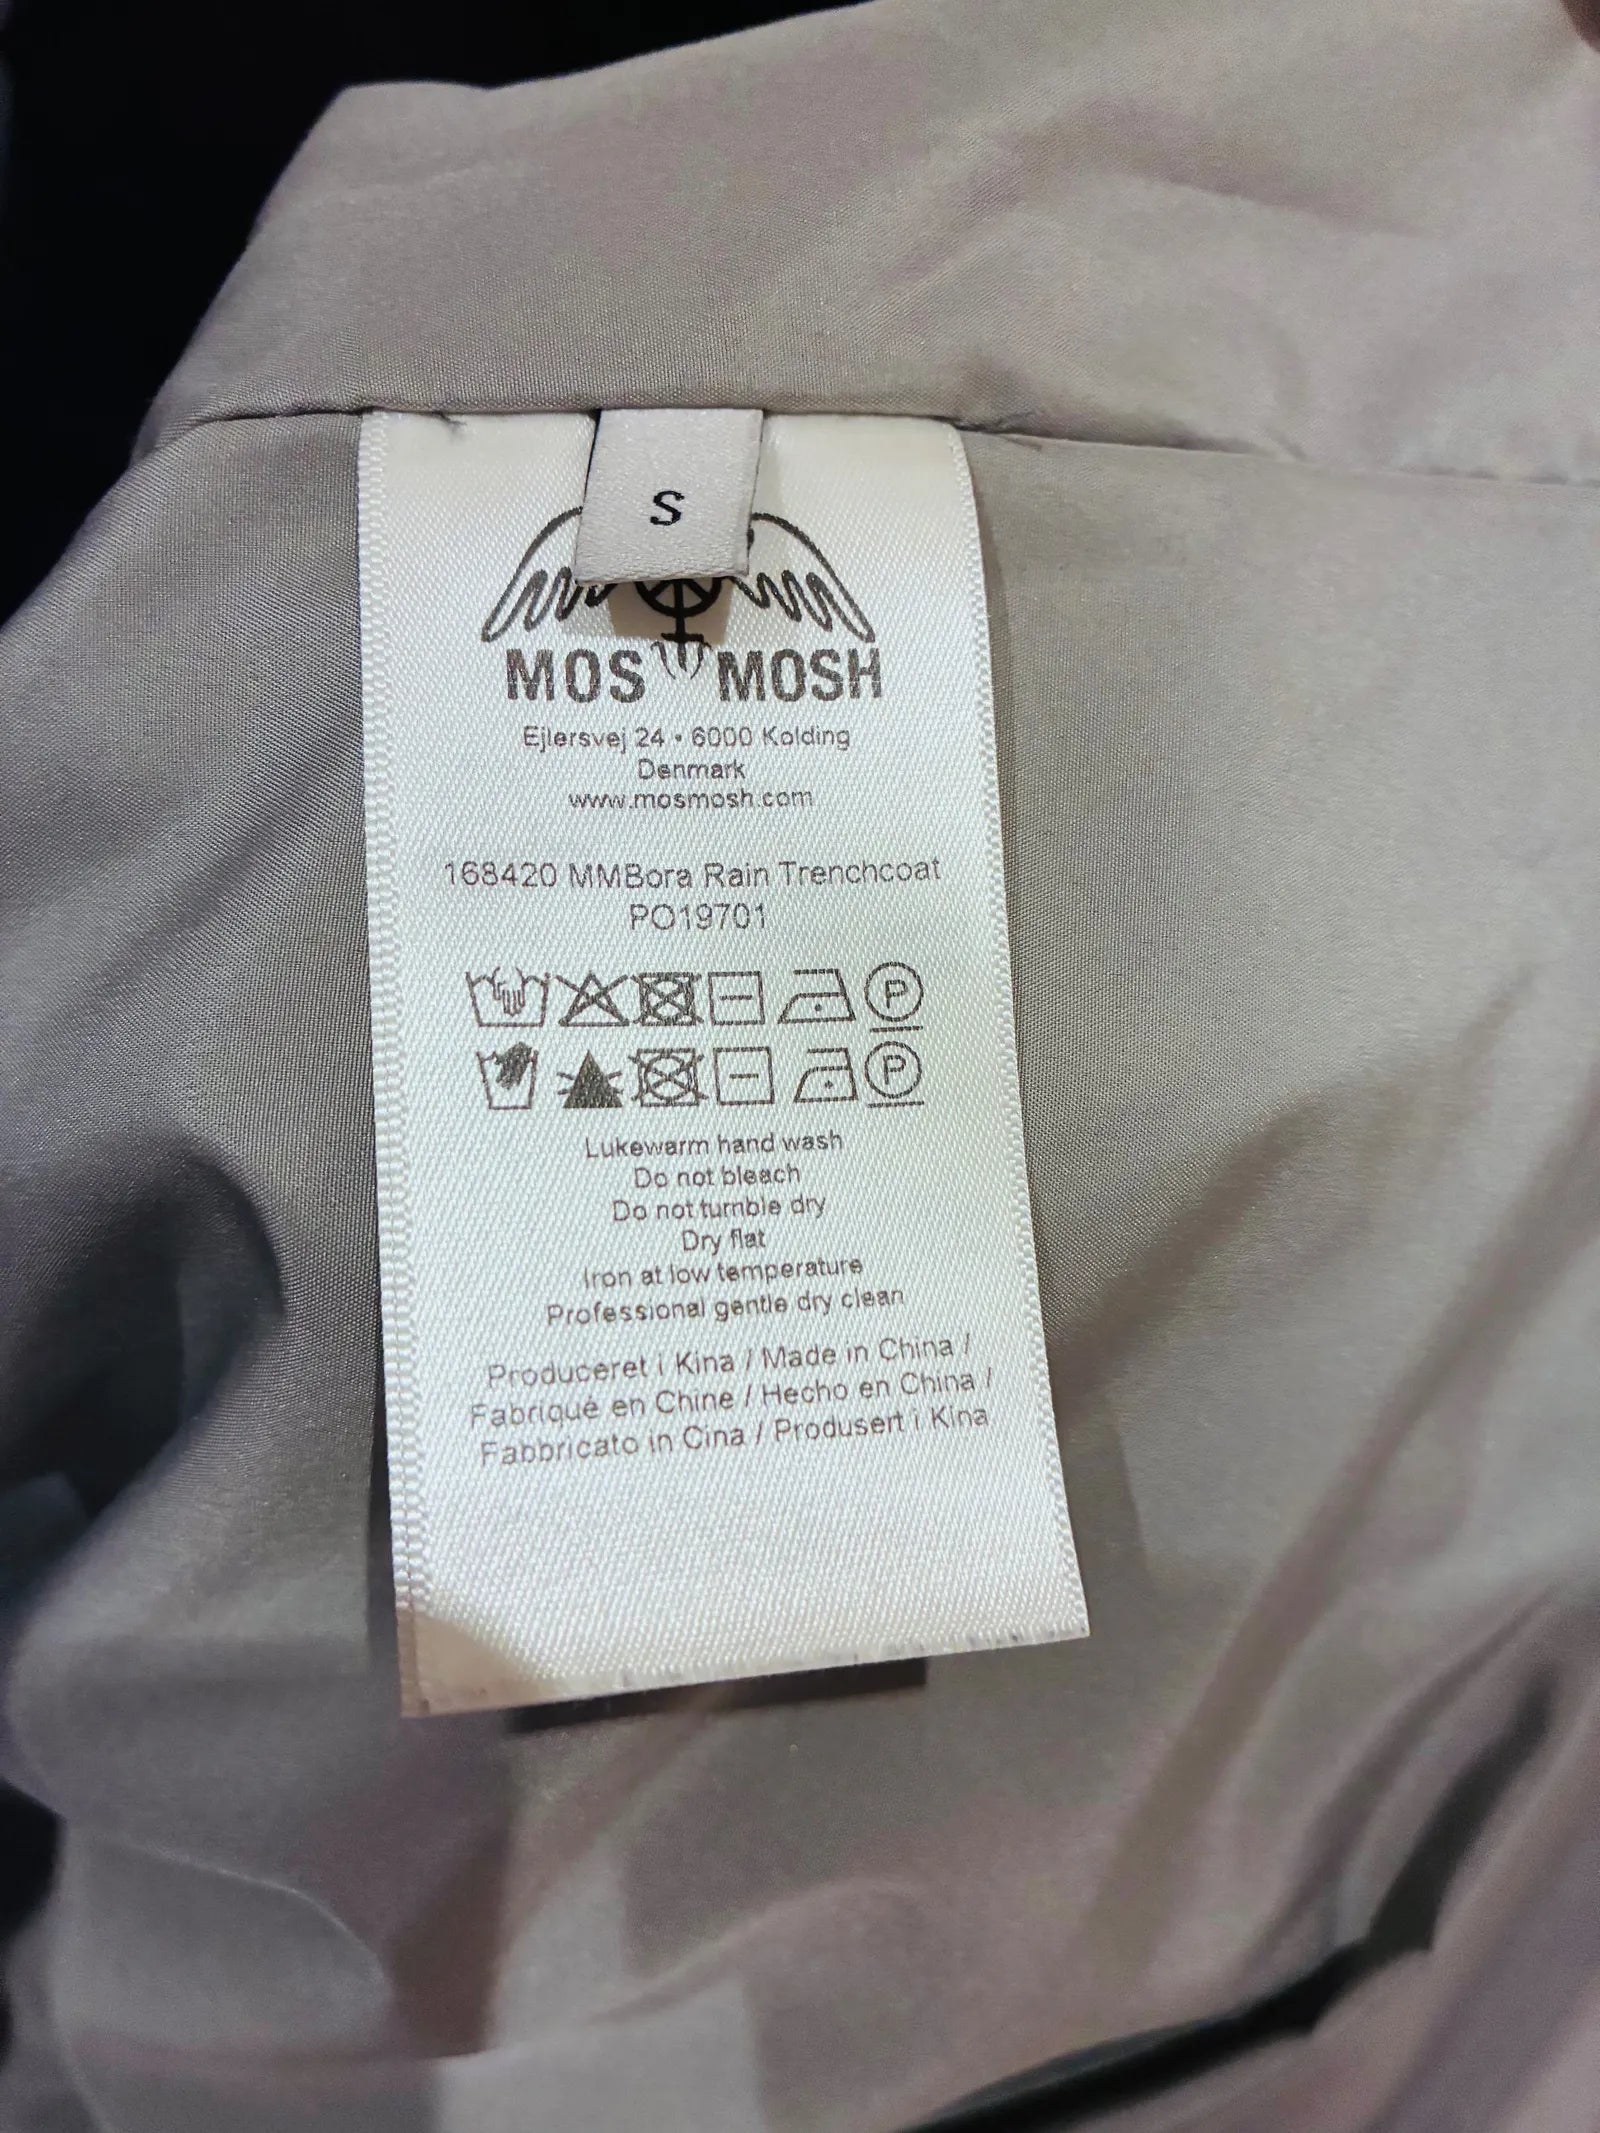 S
MOS MOSH
Ejlersvej 24 • 6000 Kolding
Denmark
www.mosmosh.com
168420 MMBora Rain Trenchcoat
PO19701
P
P
Lukewarm hand wash
Do not bleach
Do not tumble dry
Dry flat
Iron at low temperature
Professional gentle dry clean
Produceret i Kina / Made in China /
Fabriqué en Chine / Hecho en China /
Fabbricato in Cina / Produsert i Kina